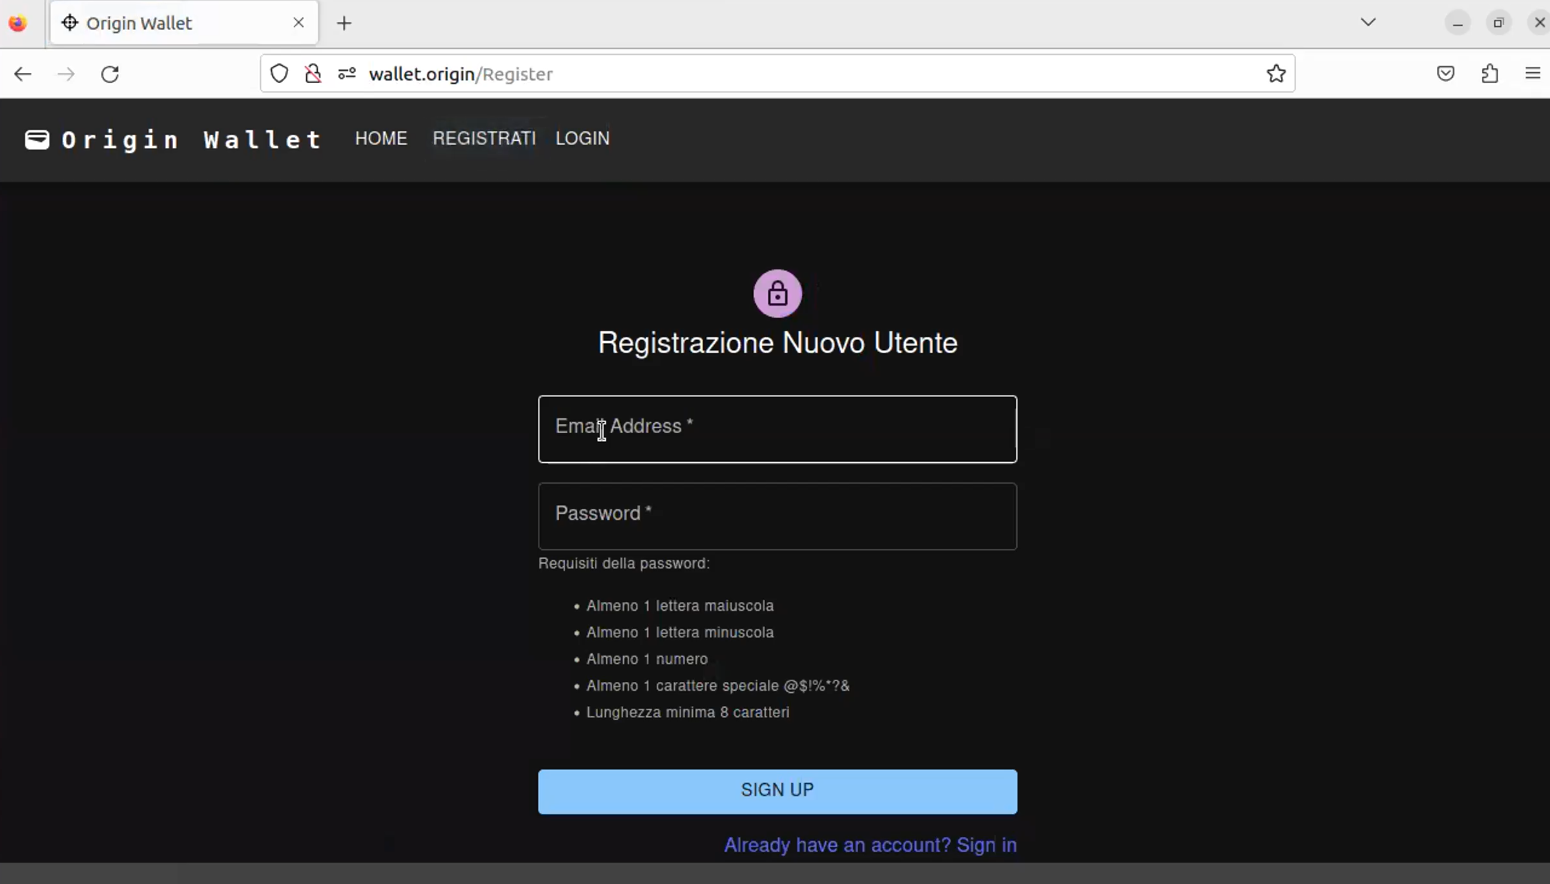 Origin Wallet
wallet.origin/Register
Origin Wallet HOME REGISTRATI LOGIN
Registrazione Nuovo Utente
Email Address *
Password *
Requisiti della password:
• Almeno 1 lettera maiuscola
• Almeno 1 lettera minuscola
• Almeno 1 numero
• Almeno 1 carattere speciale @$!%*?&
• Lunghezza minima 8 caratteri
SIGN UP
Already have an account? Sign in